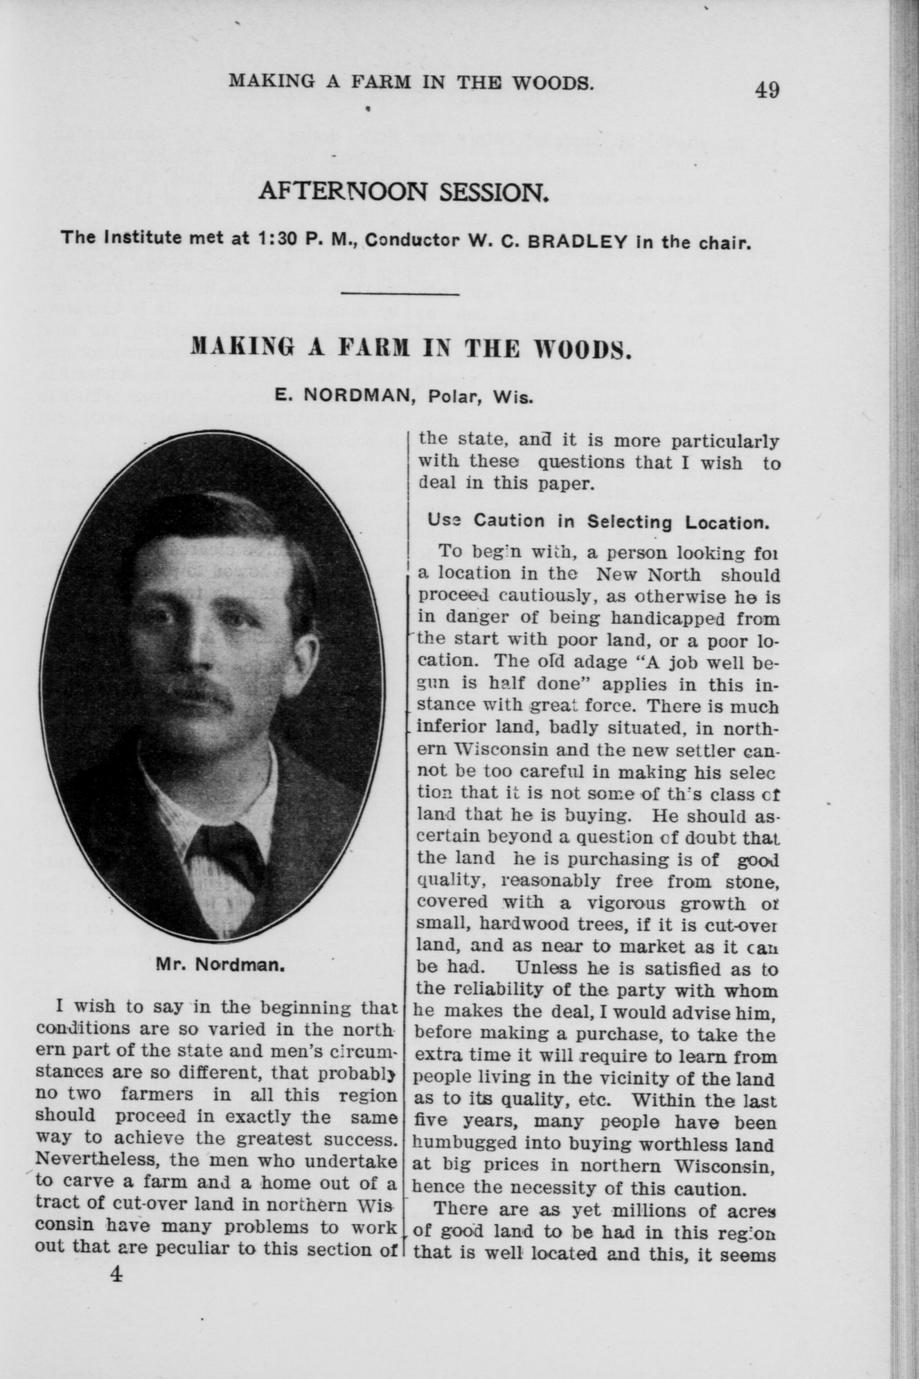 MAKING A FARM IN THE WOODS.
49
AFTERNOON SESSION.
The Institute met at 1:30 P. M., Conductor W. C. BRADLEY in the chair.
MAKING A FARM IN THE WOODS.
E. NORDMAN, Polar, Wis.
Mr. Nordman.
I wish to say in the beginning that
conditions are so varied in the north
ern part of the state and men's circum-
stances are so different, that probably
no two farmers in all this region
should proceed in exactly the same
way to achieve the greatest success.
Nevertheless, the men who undertake
to carve a farm and a home out of a
tract of cut-over land in northern Wis
consin have many problems to work
out that are peculiar to this section of
4
the state, and it is more particularly
with these questions that I wish to
deal in this paper.
Use Caution in Selecting Location.
To begin with, a person looking for
a location in the New North should
proceed cautiously, as otherwise he is
in danger of being handicapped from
the start with poor land, or a poor lo-
cation. The old adage "A job well be-
gun is half done" applies in this in-
stance with great force. There is much
inferior land, badly situated, in north-
ern Wisconsin and the new settler can-
not be too careful in making his selec
tion that it is not some of this class of
land that he is buying. He should as-
certain beyond a question of doubt that
the land he is purchasing is of good
quality, reasonably free from stone,
covered with a vigorous growth of
small, hardwood trees, if it is cut-over
land, and as near to market as it can
be had. Unless he is satisfied as to
the reliability of the party with whom
he makes the deal, I would advise him,
before making a purchase, to take the
extra time it will require to learn from
people living in the vicinity of the land
as to its quality, etc. Within the last
five years, many people have been
humbugged into buying worthless land
at big prices in northern Wisconsin,
hence the necessity of this caution.
There are as yet millions of acres
of good land to be had in this region
that is well located and this, it seems